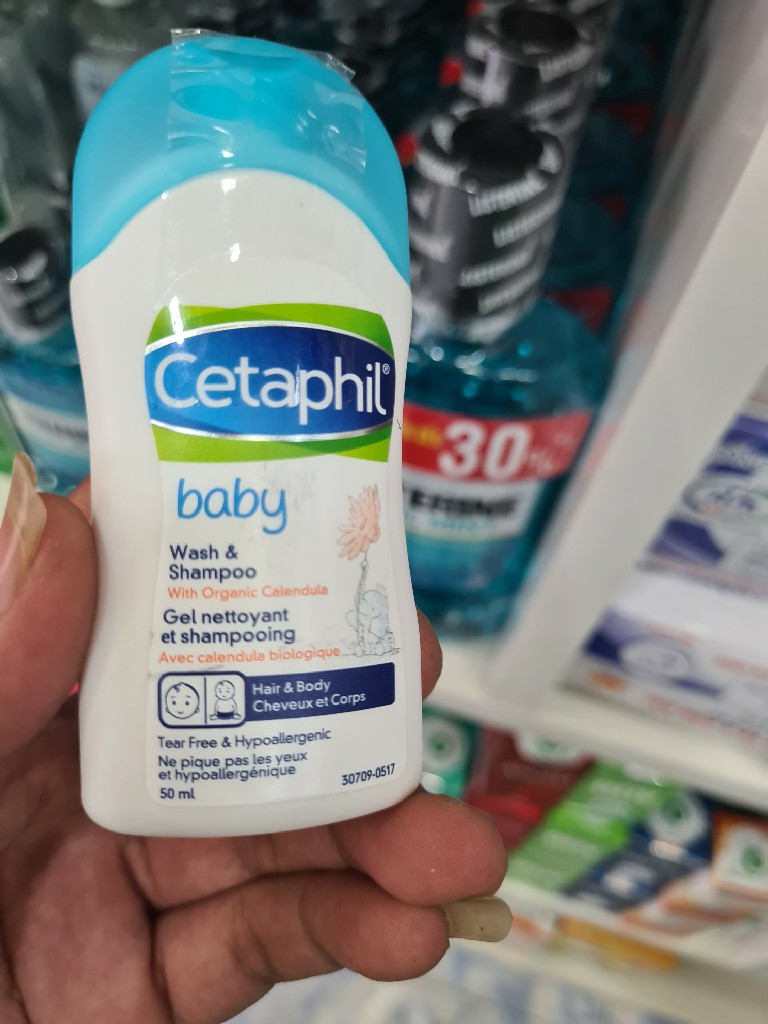 Cetaphil®
baby
Wash &
Shampoo
With Organic Calendula
Gel nettoyant
et shampooing
Avec calendula biologique
Hair & Body
Cheveux et Corps
Tear Free & Hypoallergenic
Ne pique pas les yeux
et hypoallergénique
30709-0517
50 ml
30%